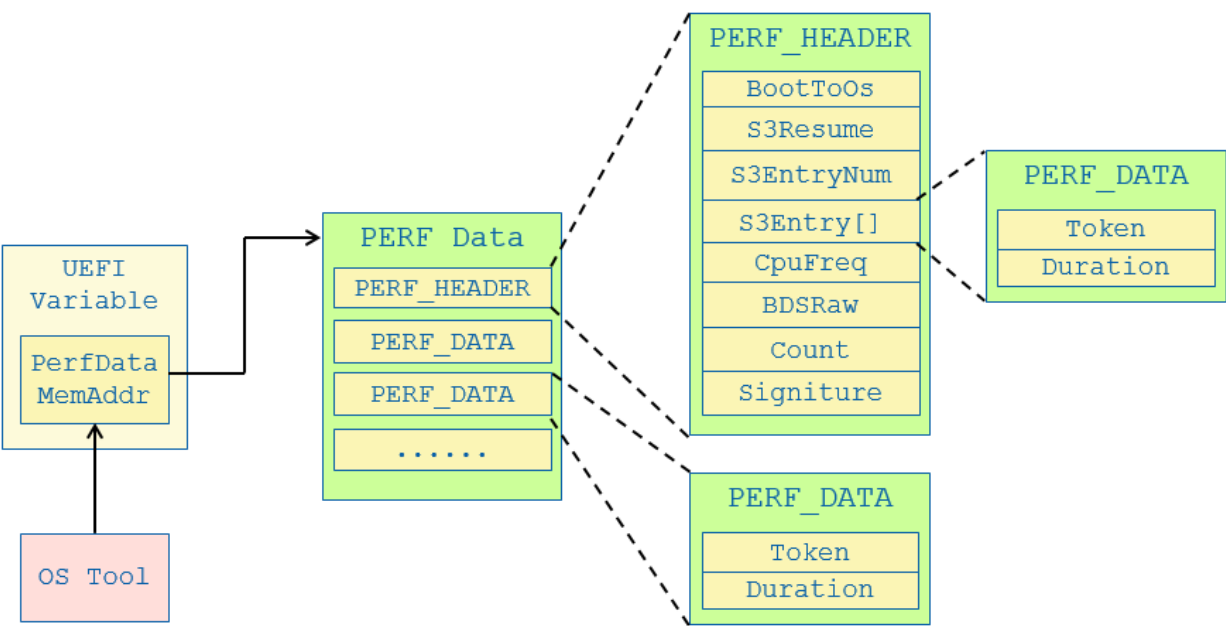 UEFI
Variable
PerfData
MemAddr
OS Tool
PERF Data
PERF_HEADER
PERF_DATA
PERF_DATA
......
PERF_HEADER
BootToOs
S3Resume
S3EntryNum
S3Entry[]
CpuFreq
BDSRaw
Count
Signiture
PERF_DATA
Token
Duration
PERF_DATA
Token
Duration